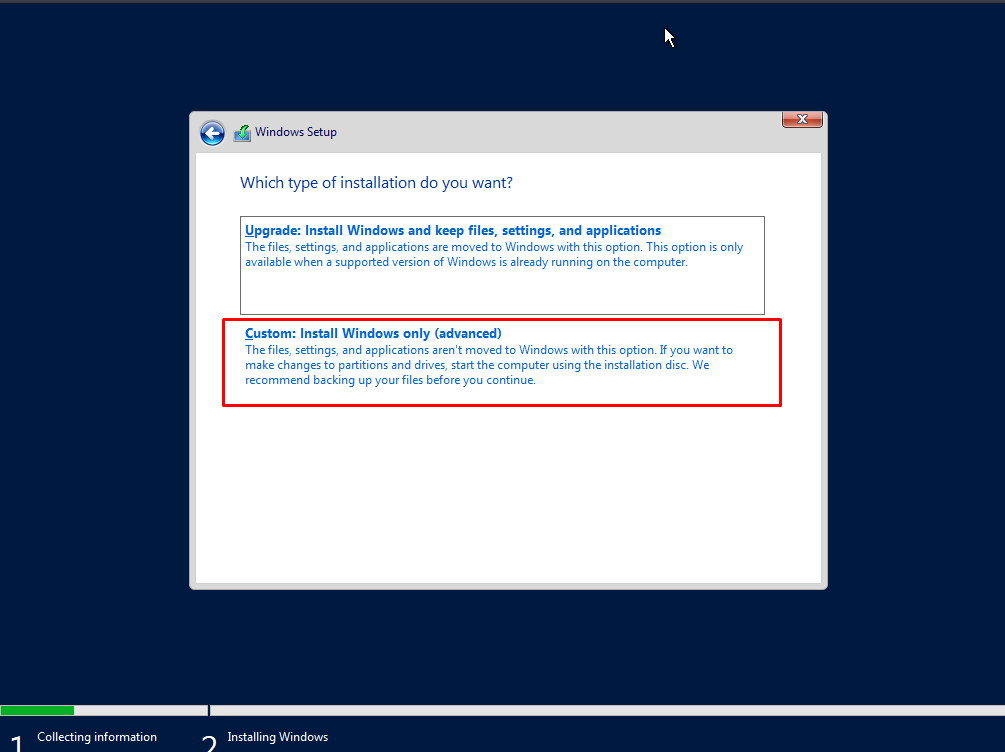 Windows Setup
Which type of installation do you want?
Upgrade: Install Windows and keep files, settings, and applications
The files, settings, and applications are moved to Windows with this option. This option is only
available when a supported version of Windows is already running on the computer.
Custom: Install Windows only (advanced)
The files, settings, and applications aren't moved to Windows with this option. If you want to
make changes to partitions and drives, start the computer using the installation disc. We
recommend backing up your files before you continue.
1 Collecting information
2 Installing Windows